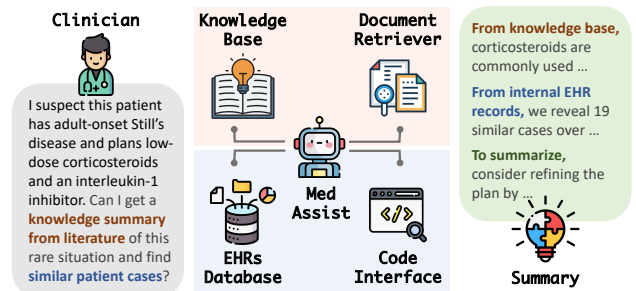 Clinician
I suspect this patient
has adult-onset Still's
disease and plans low-
dose corticosteroids
and an interleukin-1
inhibitor. Can I get a
knowledge summary
from literature of this
rare situation and find
similar patient cases?
Knowledge
Base
Document
Retriever
Med
Assist
EHRs
Database
</>
Code
Interface
From knowledge base,
corticosteroids are
commonly used …
From internal EHR
records, we reveal 19
similar cases over …
To summarize,
consider refining the
plan by …
Summary